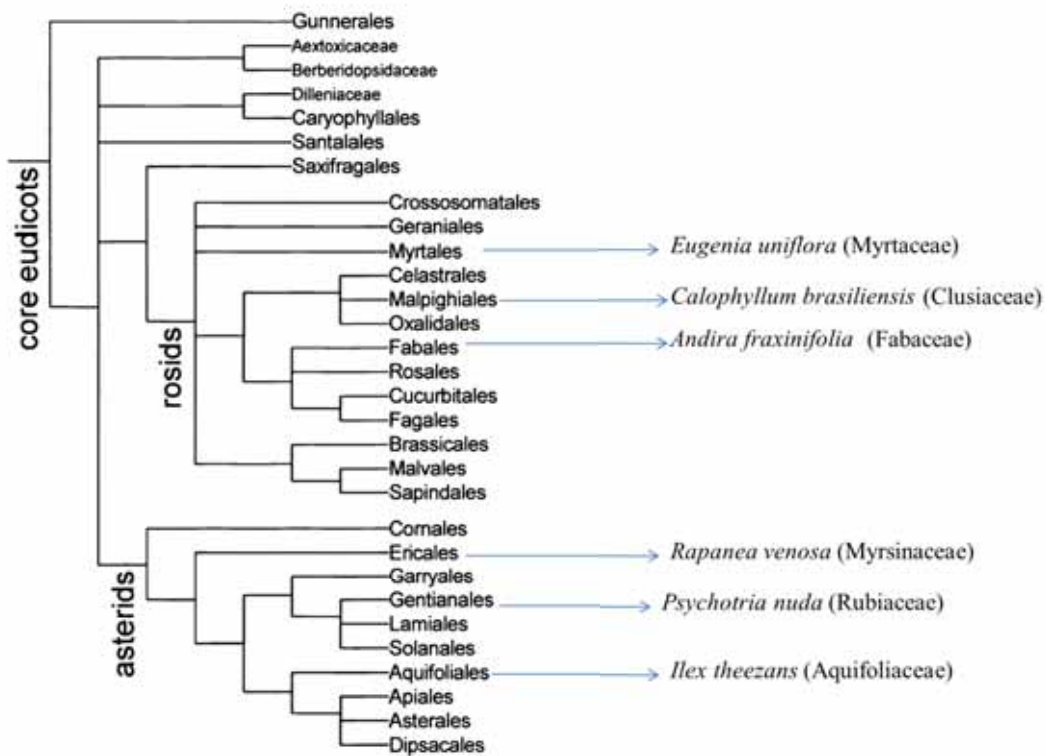 Gunnerales
Aextoxicaceae
Berberidopsidaceae
Dilleniaceae
Caryophyllales
Santalales
Saxifragales
Crossosomatales
Geraniales
Myrtales Eugenia uniflora (Myrtaceae)
Celastrales
Malpighiales Calophyllum brasiliensis (Clusiaceae)
Oxalidales
Fabales Andira fraxinifolia (Fabaceae)
Rosales
Cucurbitales
Fagales
Brassicales
Malvales
Sapindales
Cornales
Ericales Rapanea venosa (Myrsinaceae)
Garryales
Gentianales Psychotria nuda (Rubiaceae)
Lamiales
Solanales
Aquifoliales Ilex theezans (Aquifoliaceae)
Apiales
Asterales
Dipsacales
core eudicots
rosids
asterids